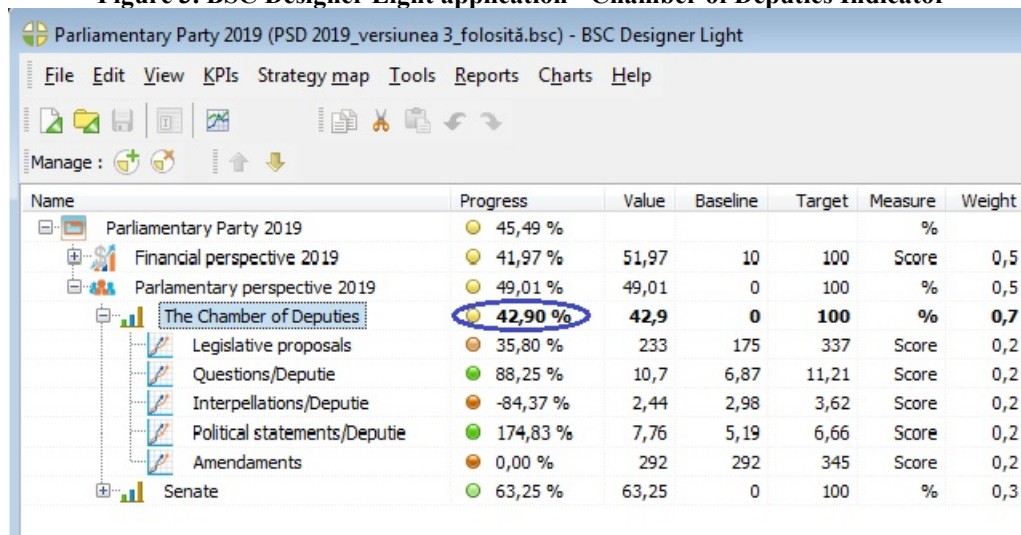 Figure 3. BSC Designer Light application - Chamber of Deputies Indicator
Parliamentary Party 2019 (PSD 2019_versiunea 3_folosită.bsc) - BSC Designer Light
File Edit View KPIs Strategy map Tools Reports Charts Help
Manage :
Name Progress Value Baseline Target Measure Weight
Parliamentary Party 2019 45,49 % %
Financial perspective 2019 41,97 % 51,97 10 100 Score 0,5
Parlamentary perspective 2019 49,01 % 49,01 0 100 % 0,5
The Chamber of Deputies 42,90 % 42,9 0 100 % 0,7
Legislative proposals 35,80 % 233 175 337 Score 0,2
Questions/Deputie 88,25 % 10,7 6,87 11,21 Score 0,2
Interpellations/Deputie -84,37 % 2,44 2,98 3,62 Score 0,2
Political statements/Deputie 174,83 % 7,76 5,19 6,66 Score 0,2
Amendaments 0,00 % 292 292 345 Score 0,2
Senate 63,25 % 63,25 0 100 % 0,3